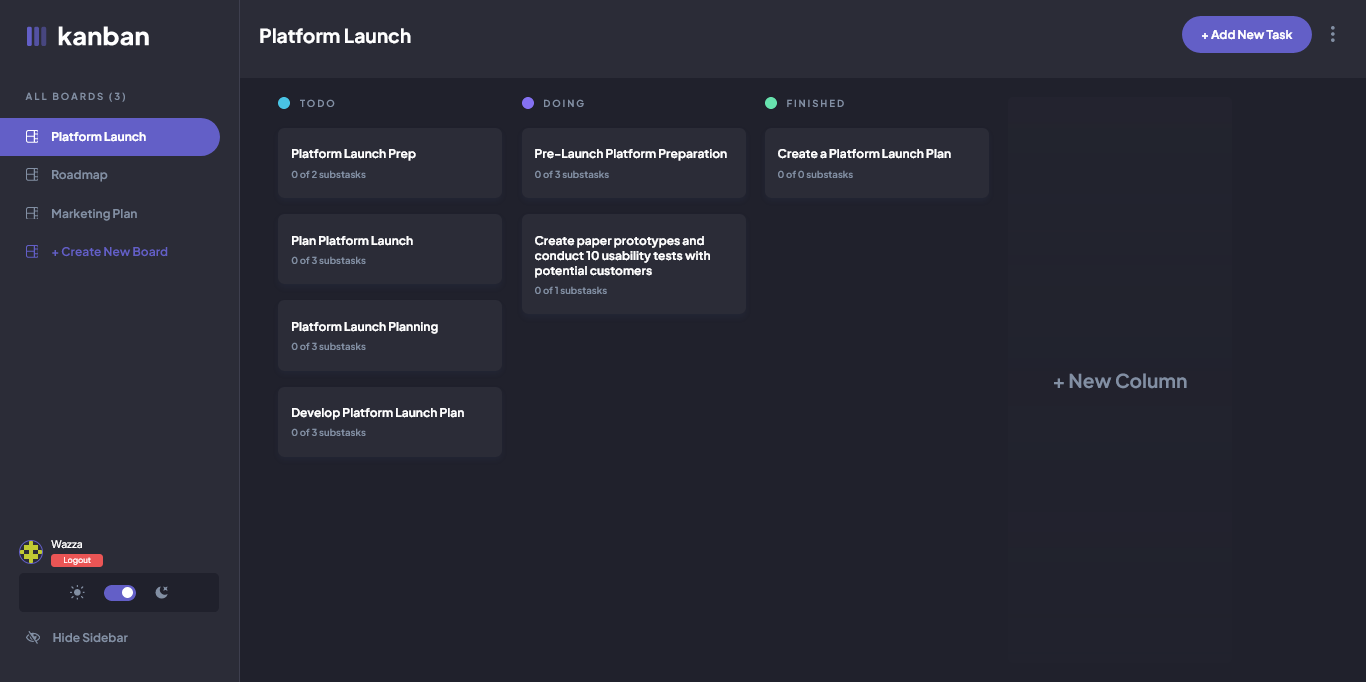 kanban
ALL BOARDS (3)
Platform Launch
Roadmap
Marketing Plan
+ Create New Board
Wazza
Logout
Hide Sidebar
Platform Launch
+ Add New Task
TODO
Platform Launch Prep
0 of 2 substasks
Plan Platform Launch
0 of 3 substasks
Platform Launch Planning
0 of 3 substasks
Develop Platform Launch Plan
0 of 3 substasks
DOING
Pre-Launch Platform Preparation
0 of 3 substasks
Create paper prototypes and
conduct 10 usability tests with
potential customers
0 of 1 substasks
FINISHED
Create a Platform Launch Plan
0 of 0 substasks
+ New Column